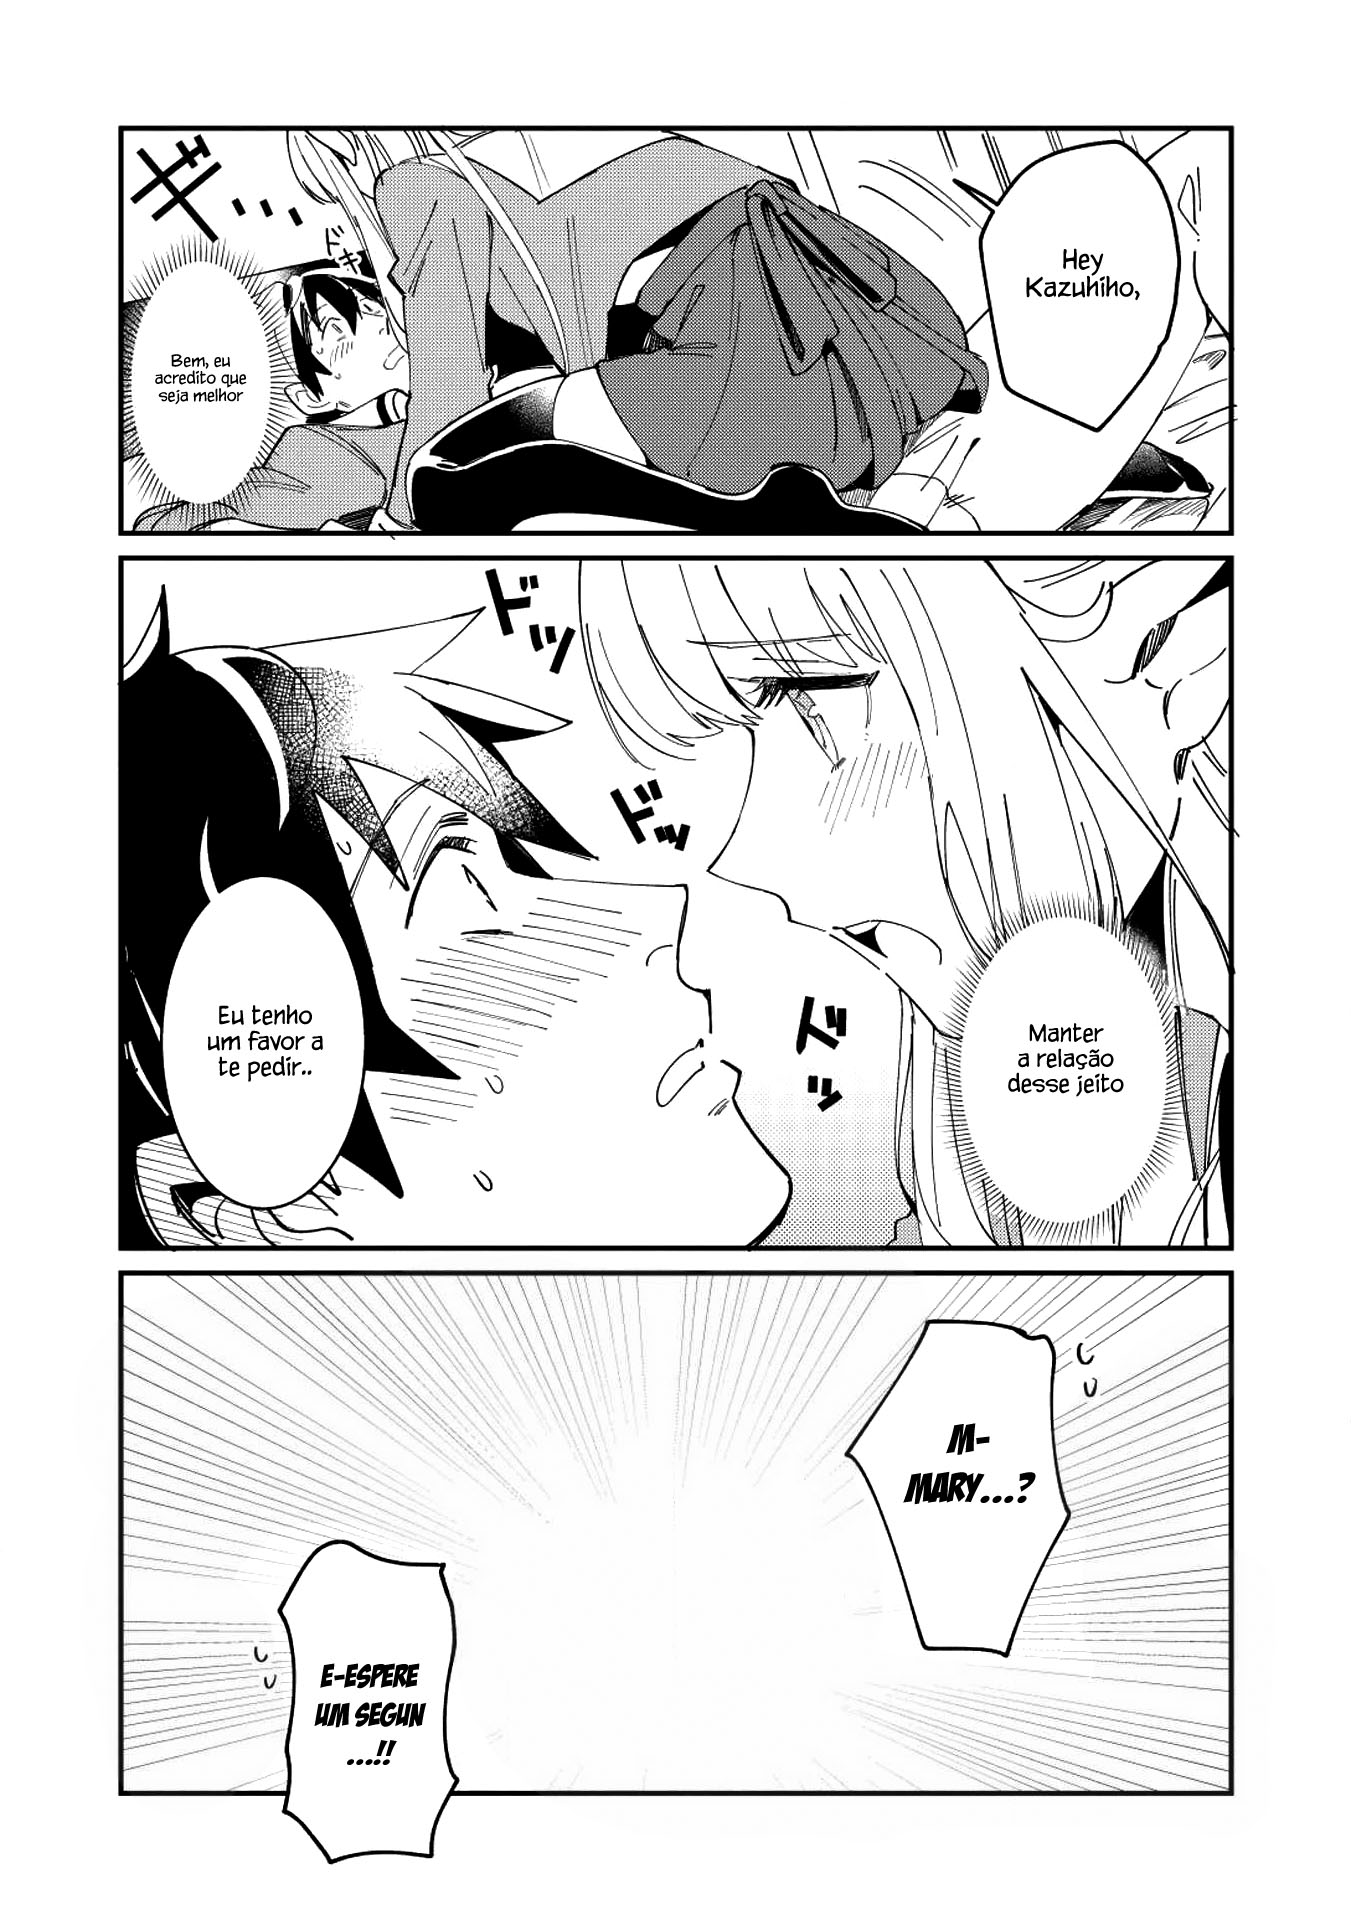 Hey
Kazuhiho,
ギ...
ドキ
Bem, eu
acredito que
seja melhor
ドッ
ドッ
ドッ
Manter
a relação
desse jeito
Eu tenho
um favor a
te pedir..
M-
MARY...?
E-ESPERE
UM SEGUN
...!!